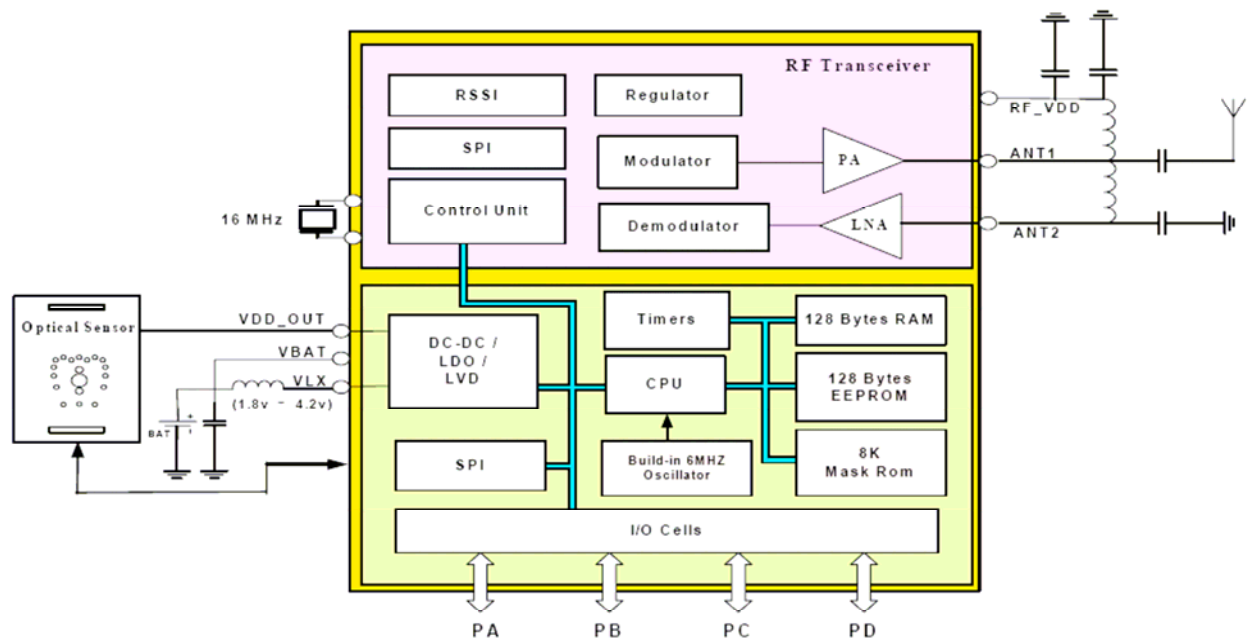 RF Transceiver
RSSI
Regulator
RF_VDD
SPI
Modulator
PA
ANT1
16 MHz
Control Unit
Demodulator
LNA
ANT2
Optical Sensor
VDD_OUT
DC-DC /
LDO /
LVD
Timers
128 Bytes RAM
VBAT
CPU
128 Bytes
EEPROM
VLX
(1.8v ~ 4.2v)
BAT
+
-
SPI
Build-in 6MHZ
Oscillator
8K
Mask Rom
I/O Cells
PA
PB
PC
PD